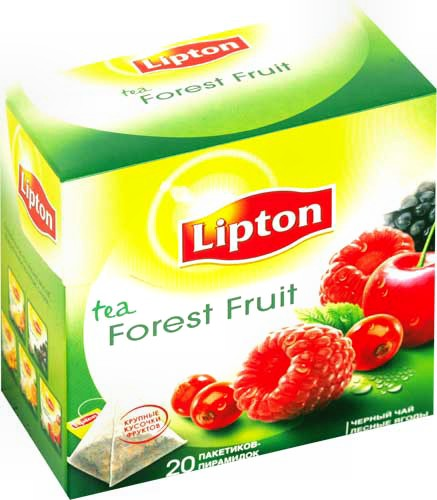 Lipton
tea
Forest Fruit
Lipton
tea
Forest Fruit
КРУПНЫЕ
КУСОЧКИ
ФРУКТОВ
Lipton
20 ПАКЕТИКОВ-
ПИРАМИДОК
ЧЕРНЫЙ ЧАЙ
ЛЕСНЫЕ ЯГОДЫ